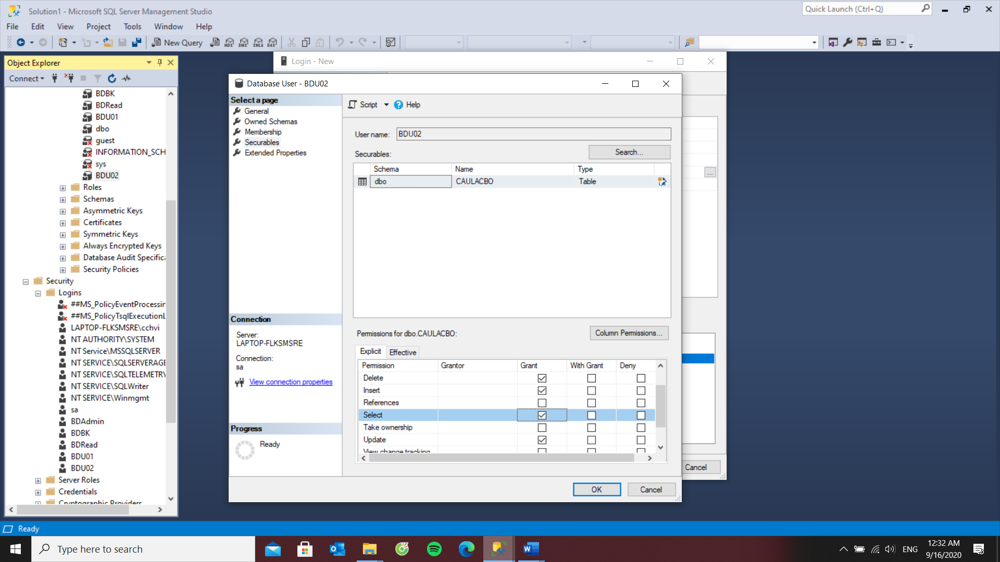 Solution1 - Microsoft SQL Server Management Studio
Quick Launch (Ctrl+Q)
File Edit View Project Tools Window Help
New Query
MDX DMX XMLA DAX
Object Explorer
Connect
BDBK
BDRead
BDU01
dbo
guest
INFORMATION_SCH
sys
BDU02
Roles
Schemas
Asymmetric Keys
Certificates
Symmetric Keys
Always Encrypted Keys
Database Audit Specifica
Security Policies
Security
Logins
##MS_PolicyEventProcessin
##MS_PolicyTsqlExecutionL
LAPTOP-FLKSMSRE\cchvi
NT AUTHORITY\SYSTEM
NT Service\MSSQLSERVER
NT SERVICE\SQLSERVERAGE
NT SERVICE\SQLTELEMETRY
NT SERVICE\SQLWriter
NT SERVICE\Winmgmt
sa
BDAdmin
BDBK
BDRead
BDU01
BDU02
Server Roles
Credentials
Cryptographic Providers
Login - New
...
Cancel
Database User - BDU02
Select a page
General
Owned Schemas
Membership
Securables
Extended Properties
Connection
Server:
LAPTOP-FLKSMSRE
Connection:
sa
View connection properties
Progress
Ready
Script Help
User name: BDU02
Securables: Search...
Schema Name Type
dbo CAULACBO Table
Permissions for dbo.CAULACBO: Column Permissions...
Explicit Effective
Permission Grantor Grant With Grant Deny
Delete
Insert
References
Select
Take ownership
Update
View change tracking
OK Cancel
Ready
Type here to search
ENG
12:32 AM
9/16/2020